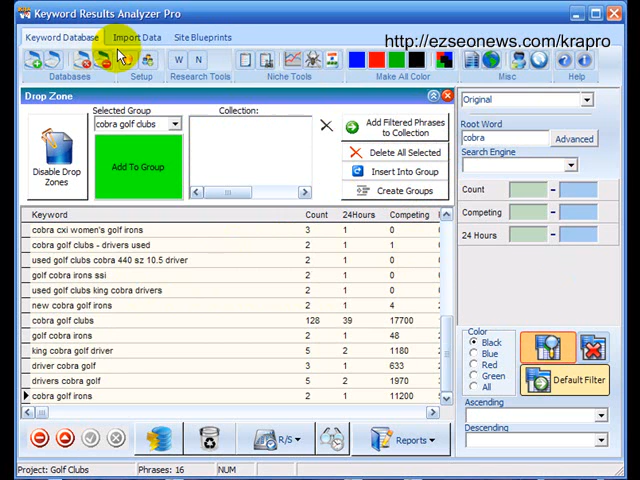 Keyword Results Analyzer Pro
Keyword Database Import Data Site Blueprints
http://ezseonews.com/krapro
W N
Databases Setup Research Tools Niche Tools Make All Color Misc Help
Drop Zone
Selected Group Collection:
cobra golf clubs
Add To Group
Disable Drop
Zones
Add Filtered Phrases
to Collection
Delete All Selected
Insert Into Group
Create Groups
Original
Root Word
cobra Advanced
Search Engine
Count -
Competing -
24 Hours -
Keyword Count 24Hours Competing
cobra cxi women's golf irons 3 1 0
cobra golf clubs - drivers used 2 1 1
used golf clubs cobra 440 sz 10.5 driver 2 1 0
golf cobra irons ssi 2 1 0
used golf clubs king cobra drivers 2 1 0
new cobra golf irons 2 1 4
cobra golf clubs 128 39 17700
golf cobra irons 2 1 48
king cobra golf driver 5 2 1180
driver cobra golf 3 1 633
drivers cobra golf 5 2 1970
cobra golf irons 2 1 11200
Color
Black
Blue
Red
Green
All
Default Filter
Ascending
Descending
R/S Reports
Project: Golf Clubs Phrases: 16 NUM